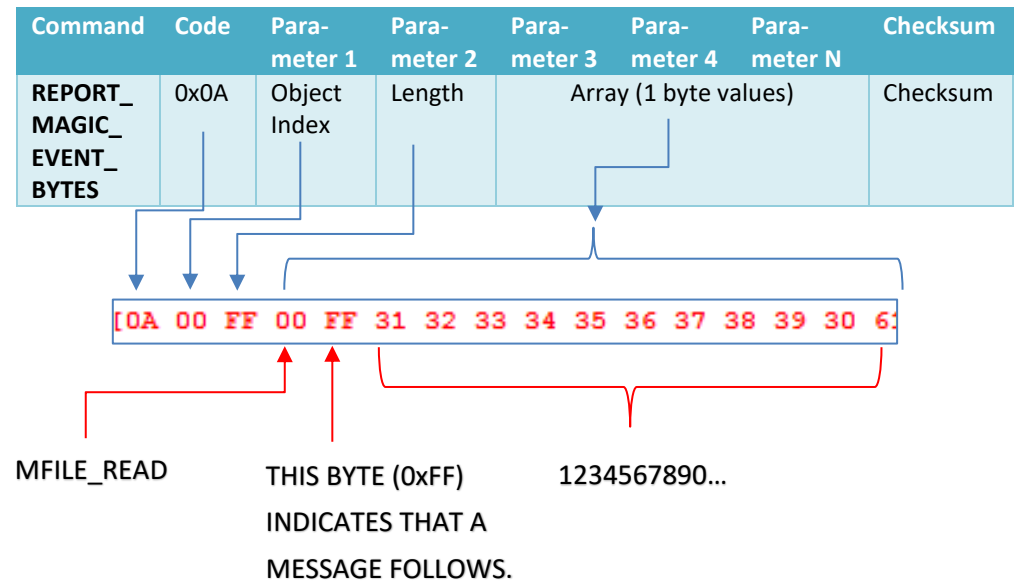 Command Code Para- Para- Para- Para- Para- Checksum
meter 1 meter 2 meter 3 meter 4 meter N
REPORT_ 0x0A Object Length Array (1 byte values) Checksum
MAGIC_ Index
EVENT_
BYTES
[0A 00 FF 00 FF 31 32 33 34 35 36 37 38 39 30 61
MFILE_READ THIS BYTE (0xFF) 1234567890…
INDICATES THAT A
MESSAGE FOLLOWS.